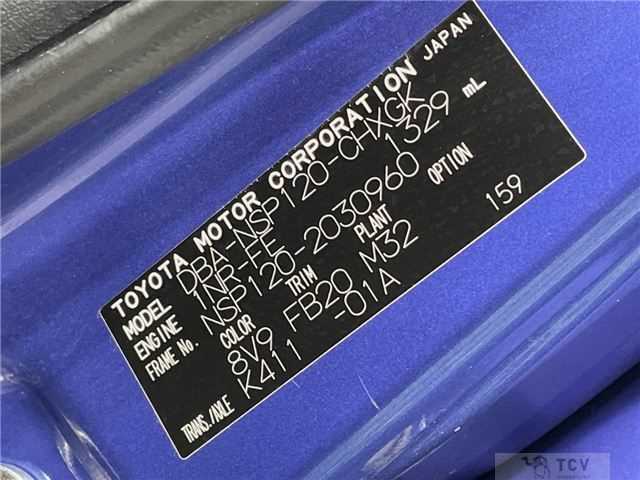 TOYOTA MOTOR CORPORATION JAPAN
MODEL DBA-NSP120-CHXGK
ENGINE 1NR-FE 1329 mL
FRAME No. NSP120-2030960
COLOR TRIM PLANT OPTION
8V9 FB20 M32 159
TRANS./AXLE K411 -01A
TCV